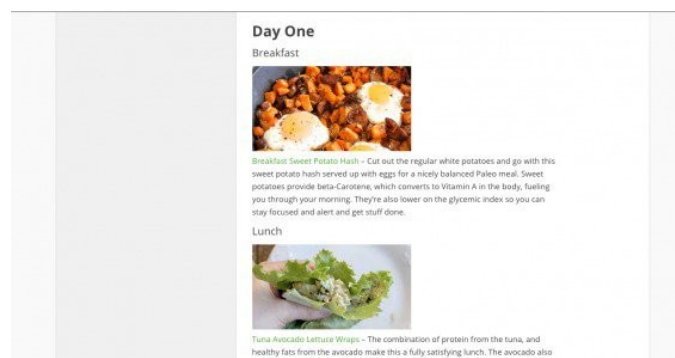 Day One
Breakfast
Breakfast Sweet Potato Hash – Cut out the regular white potatoes and go with this
sweet potato hash served up with eggs for a nicely balanced Paleo meal. Sweet
potatoes provide beta-Carotene, which converts to Vitamin A in the body, fueling
you through your morning. They're also lower on the glycemic index so you can
stay focused and alert and get stuff done.
Lunch
Tuna Avocado Lettuce Wraps – The combination of protein from the tuna, and
healthy fats from the avocado make this a fully satisfying lunch. The avocado also